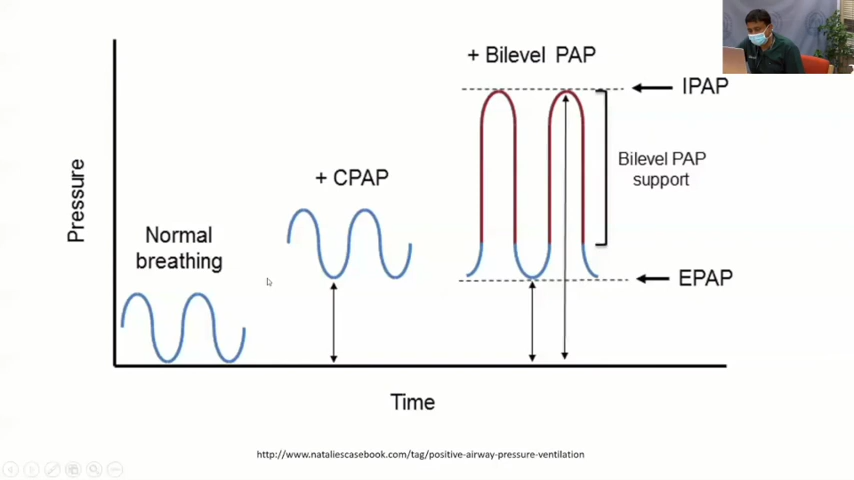 + Bilevel PAP
IPAP
Bilevel PAP
support
EPAP
+ CPAP
Normal
breathing
Pressure
Time
http://www.nataliescasebook.com/tag/positive-airway-pressure-ventilation